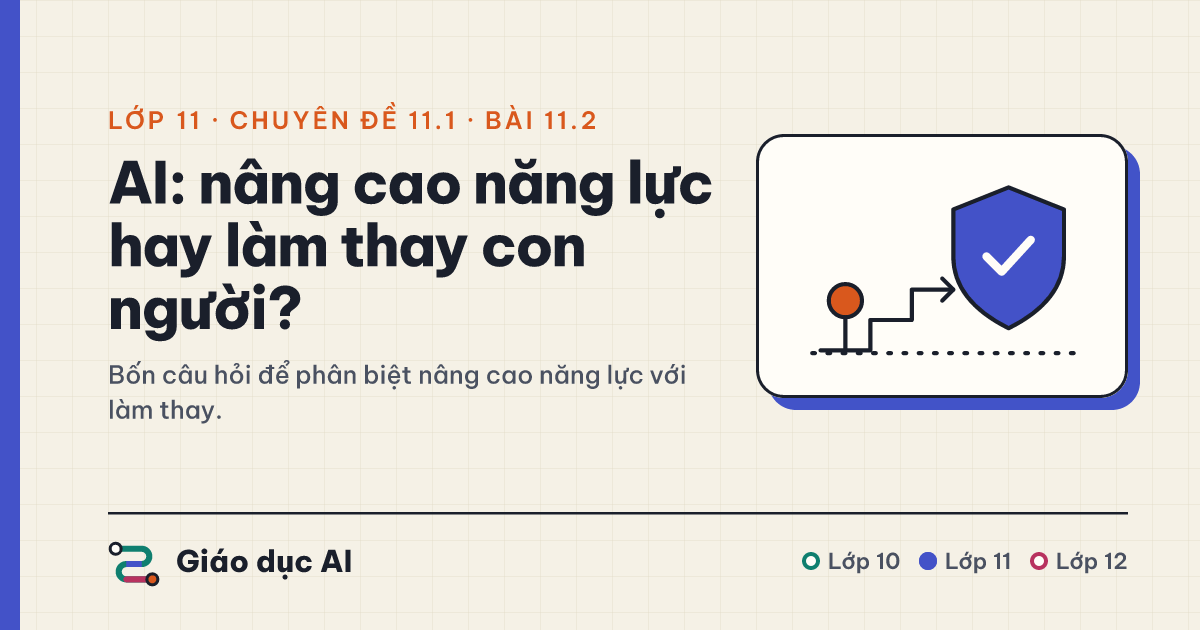 LỚP 11 · CHUYÊN ĐỀ 11.1 · BÀI 11.2
AI: nâng cao năng lực
hay làm thay con
người?
Bốn câu hỏi để phân biệt nâng cao năng lực với
làm thay.
Giáo dục AI
Lớp 10
Lớp 11
Lớp 12